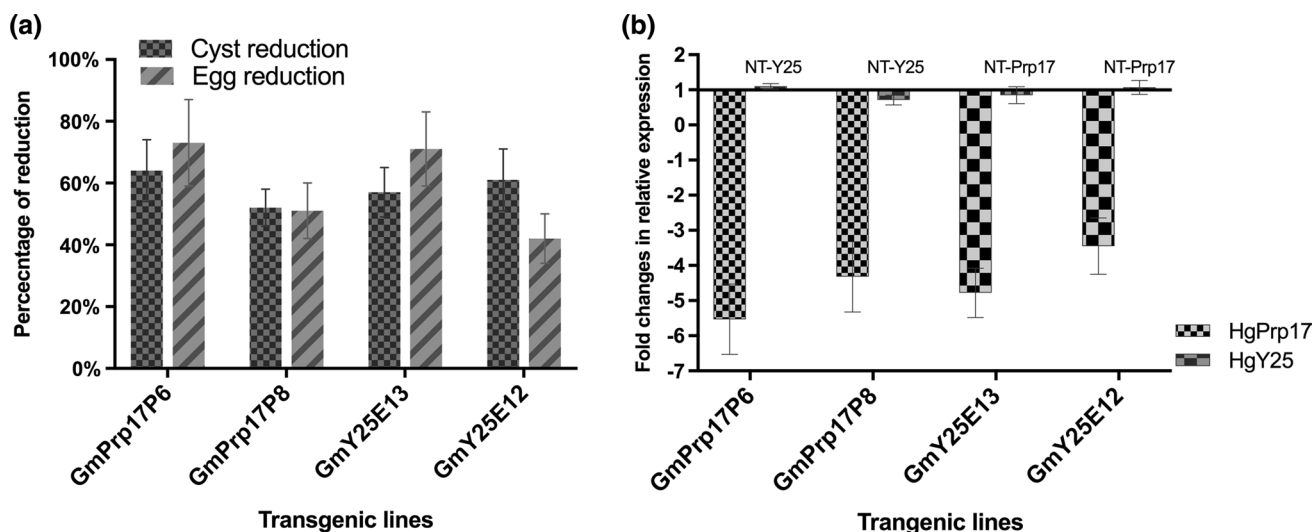 (a)
Cyst reduction
Egg reduction
Percecntage of reduction
100%
80%
60%
40%
20%
0%
GmPrp17P6
GmPrp17P8
GmY25E13
GmY25E12
Transgenic lines
(b)
Fold changes in relative expression
2
1
0
-1
-2
-3
-4
-5
-6
-7
NT-Y25
NT-Y25
NT-Prp17
NT-Prp17
HgPrp17
HgY25
GmPrp17P6
GmPrp17P8
GmY25E13
GmY25E12
Trangenic lines